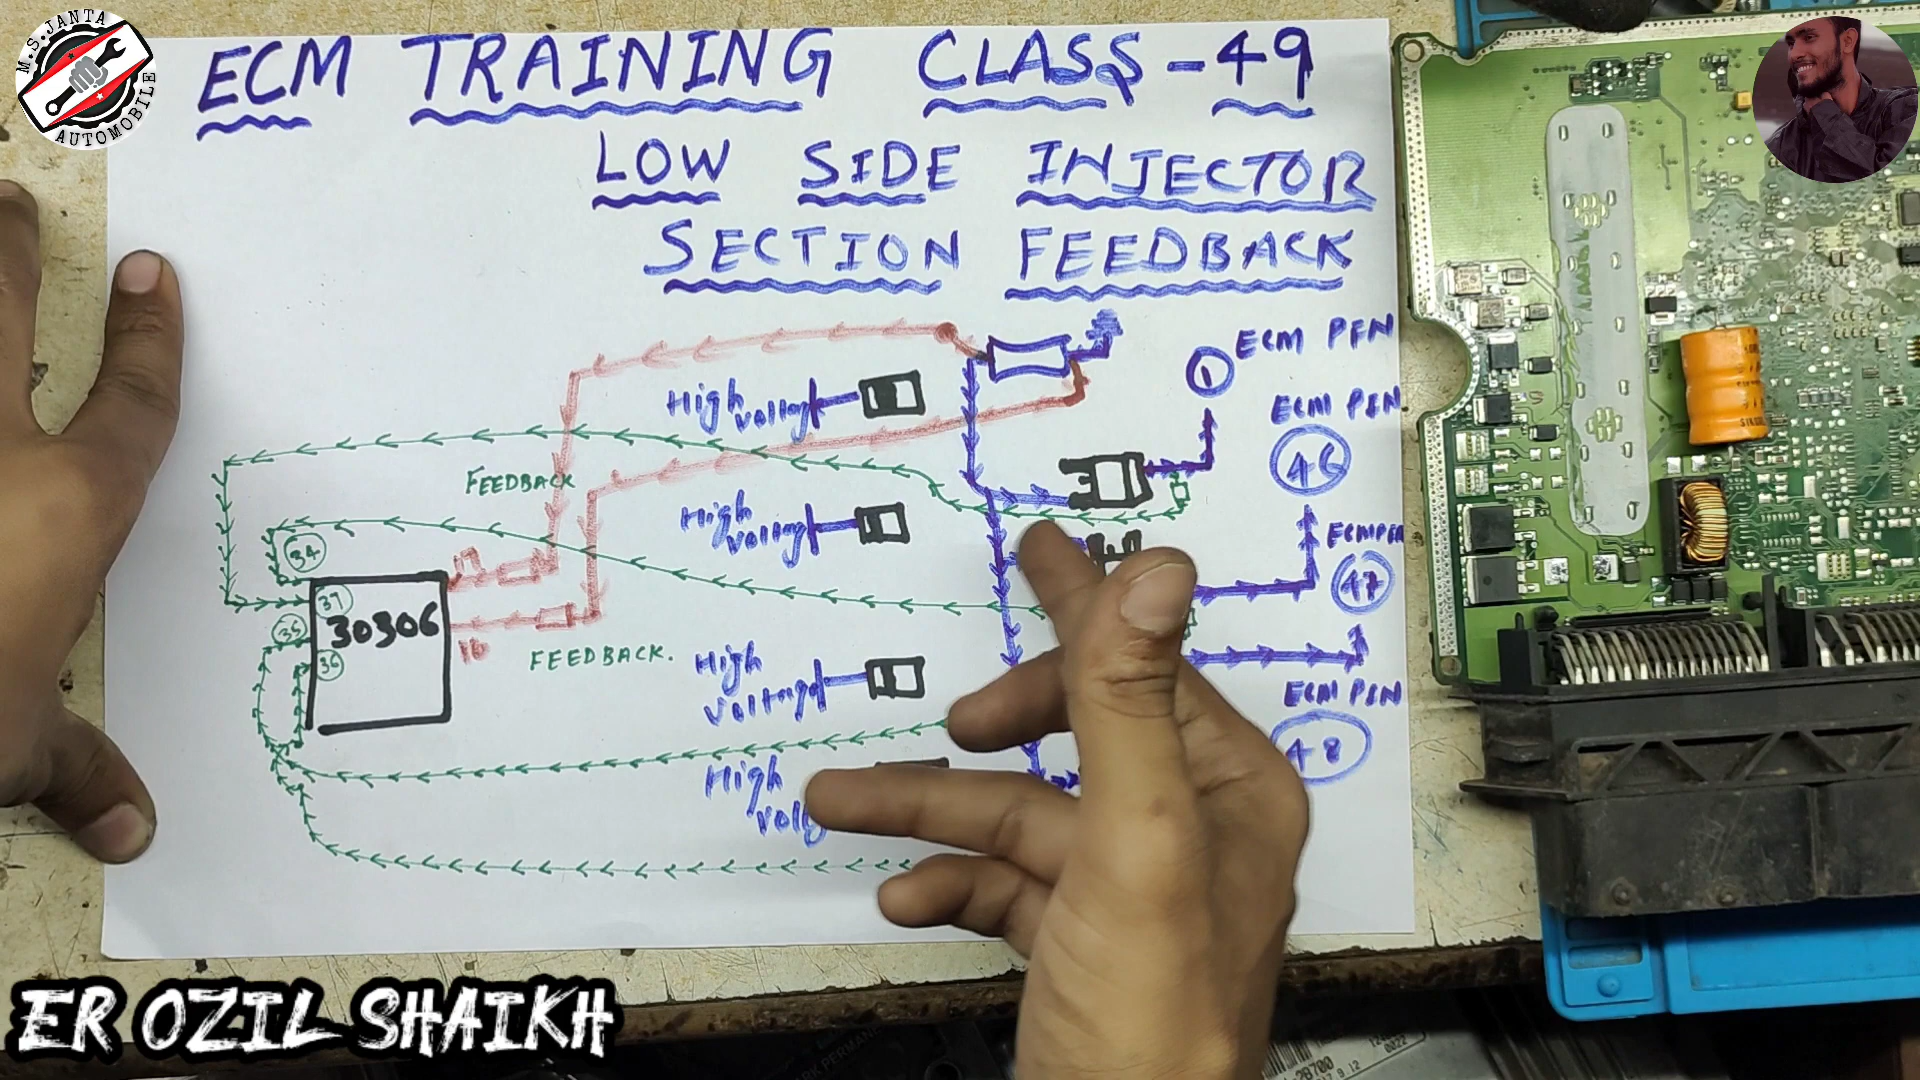 M.S.JANTA
AUTOMOBILE
ECM TRAINING CLASS-49
LOW SIDE INJECTOR
SECTION FEEDBACK
ECM PIN
1
ECM PIN
46
High
FEEDBACK
High
ECM PIN
47
34
17
37
30306
35
36
16
FEEDBACK.
High
Voltage
ECM PIN
48
High
ER OZIL SHAIKH